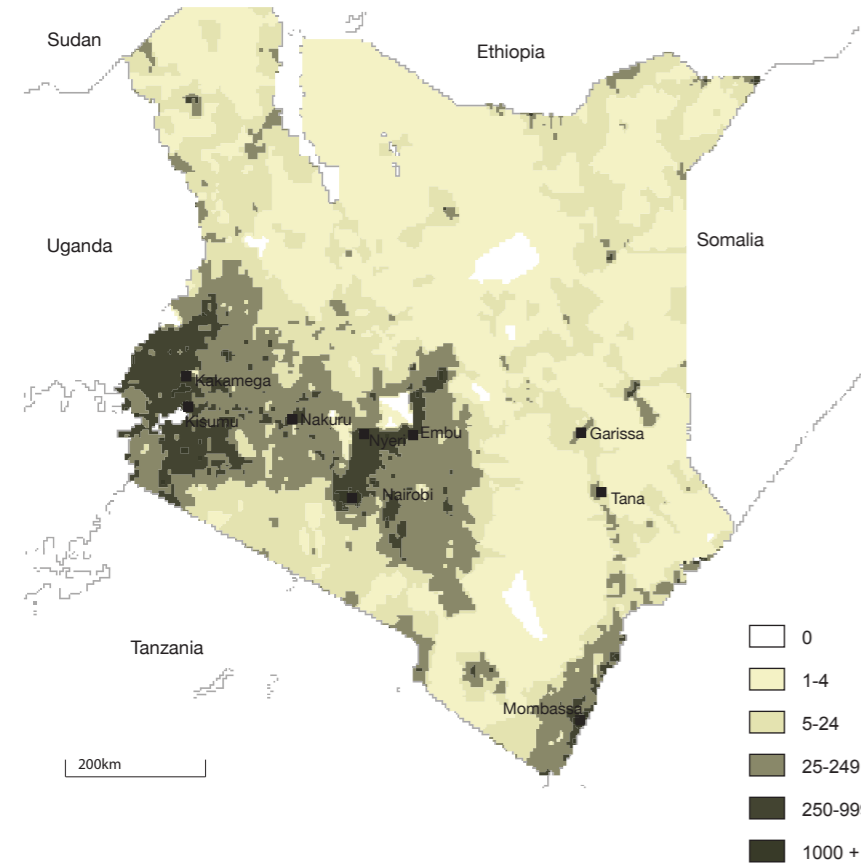 Sudan
Ethiopia
Uganda
Somalia
Kakamega
Kisumu
Nakuru
Nyeri
Embu
Garissa
Nairobi
Tana
Tanzania
Mombassa
200km
0
1-4
5-24
25-249
250-999
1000 +